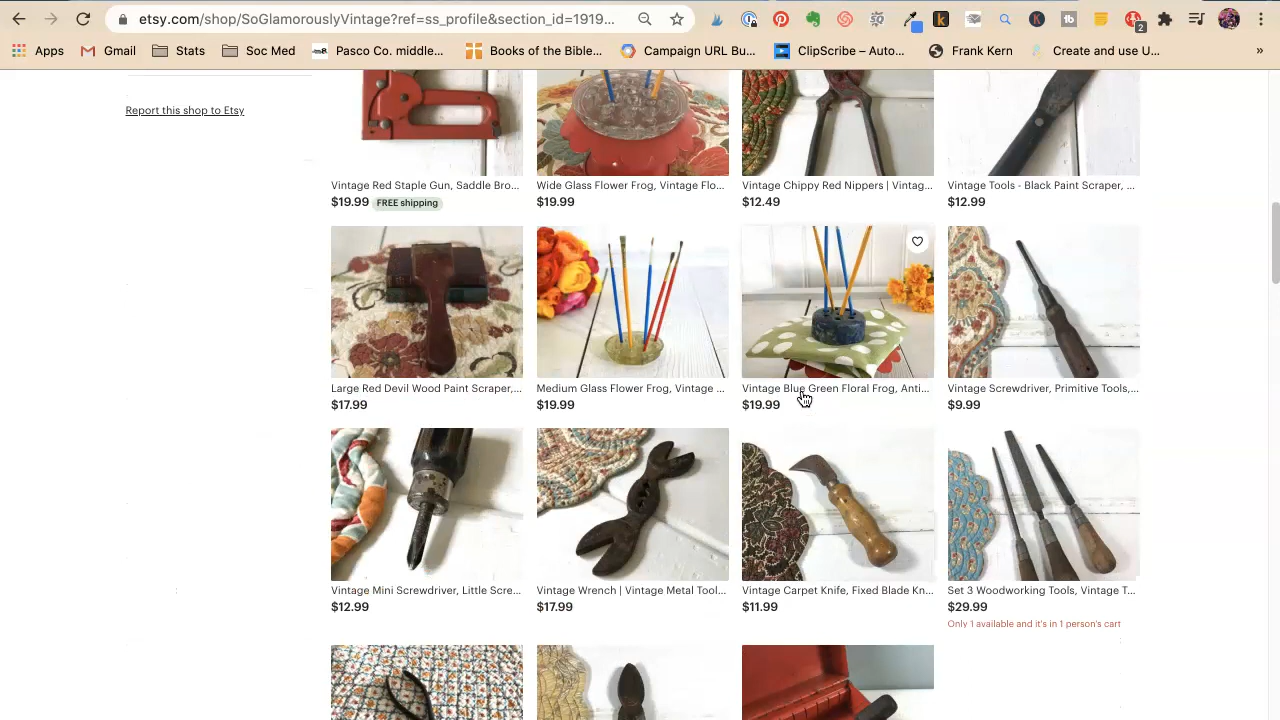 etsy.com/shop/SoGlamorouslyVintage?ref=ss_profile&section_id=1919...
2
Apps
Gmail
Stats
Soc Med
Pasco Co. middle...
Books of the Bible...
Campaign URL Bu...
ClipScribe – Auto...
Frank Kern
Create and use U...
»
Report this shop to Etsy
Vintage Red Staple Gun, Saddle Bro...
$19.99 FREE shipping
Wide Glass Flower Frog, Vintage Flo...
$19.99
Vintage Chippy Red Nippers | Vintag...
$12.49
Vintage Tools - Black Paint Scraper, ...
$12.99
Large Red Devil Wood Paint Scraper,...
$17.99
Medium Glass Flower Frog, Vintage ...
$19.99
Vintage Blue Green Floral Frog, Anti...
$19.99
Vintage Screwdriver, Primitive Tools,...
$9.99
Vintage Mini Screwdriver, Little Scre...
$12.99
Vintage Wrench | Vintage Metal Tool...
$17.99
Vintage Carpet Knife, Fixed Blade Kn...
$11.99
Set 3 Woodworking Tools, Vintage T...
$29.99
Only 1 available and it's in 1 person's cart